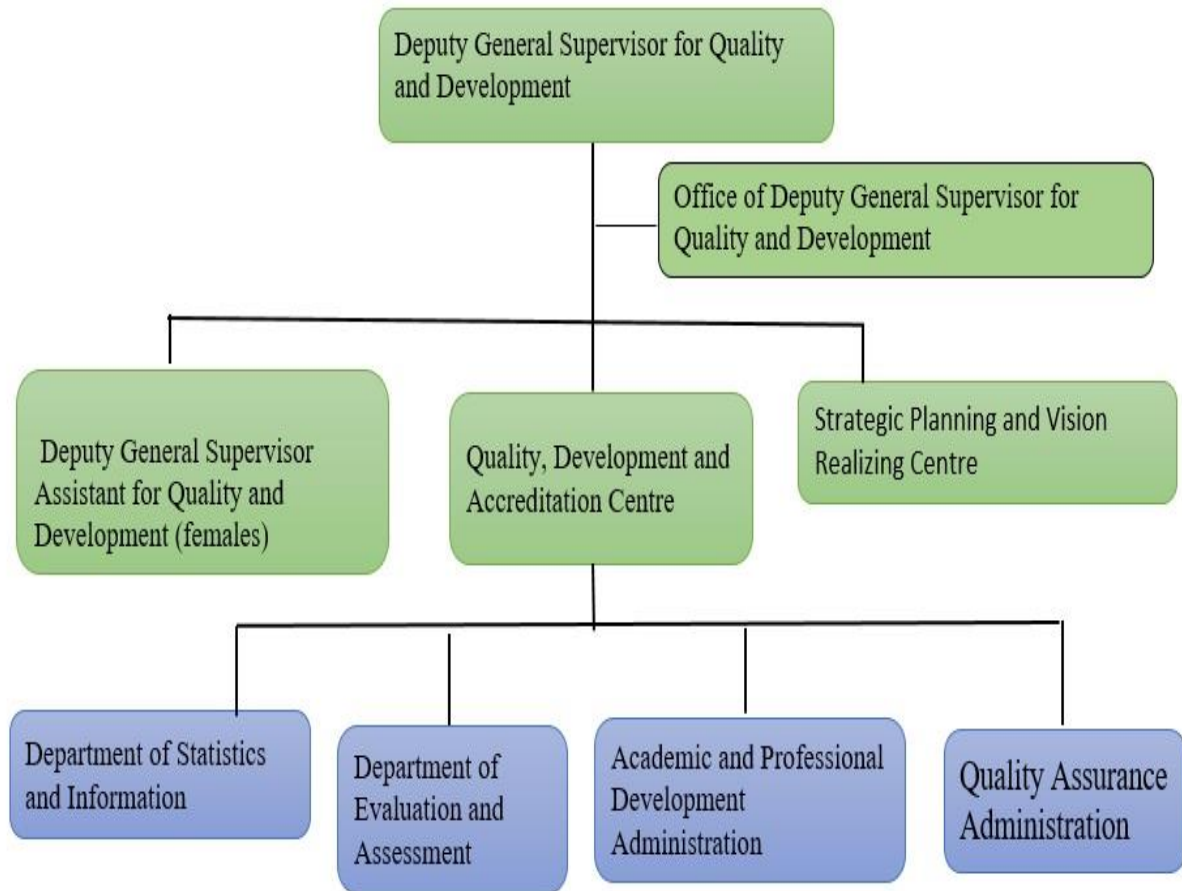 Deputy General Supervisor for Quality
and Development
Office of Deputy General Supervisor for
Quality and Development
Deputy General Supervisor
Assistant for Quality and
Development (females)
Quality, Development and
Accreditation Centre
Strategic Planning and Vision
Realizing Centre
Department of Statistics
and Information
Department of
Evaluation and
Assessment
Academic and Professional
Development
Administration
Quality Assurance
Administration